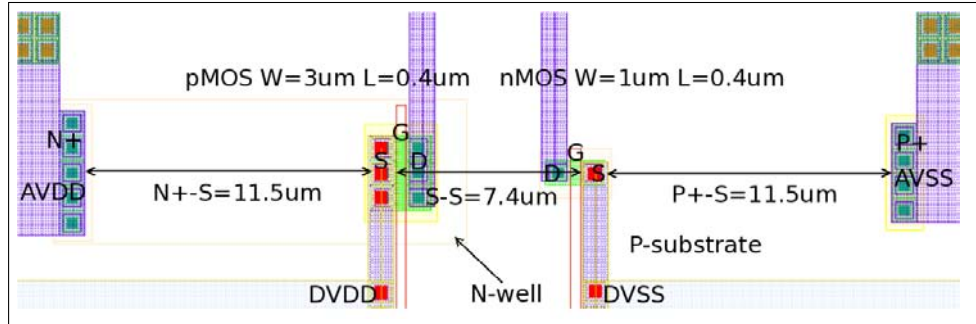 pMOS W=3um L=0.4um nMOS W=1um L=0.4um
N+ G P+
S D G
D S
AVDD N+-S=11.5um S-S=7.4um P+-S=11.5um AVSS
P-substrate
DVDD N-well DVSS